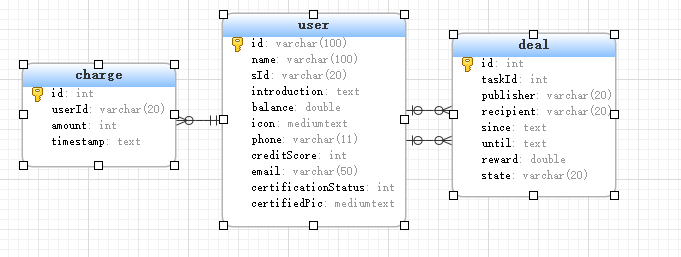 charge
id: int
userId: varchar(20)
amount: int
timestamp: text
user
id: varchar(100)
name: varchar(100)
sId: varchar(20)
introduction: text
balance: double
icon: mediumtext
phone: varchar(11)
creditScore: int
email: varchar(50)
certificationStatus: int
certifiedPic: mediumtext
deal
id: int
taskId: int
publisher: varchar(20)
recipient: varchar(20)
since: text
until: text
reward: double
state: varchar(20)